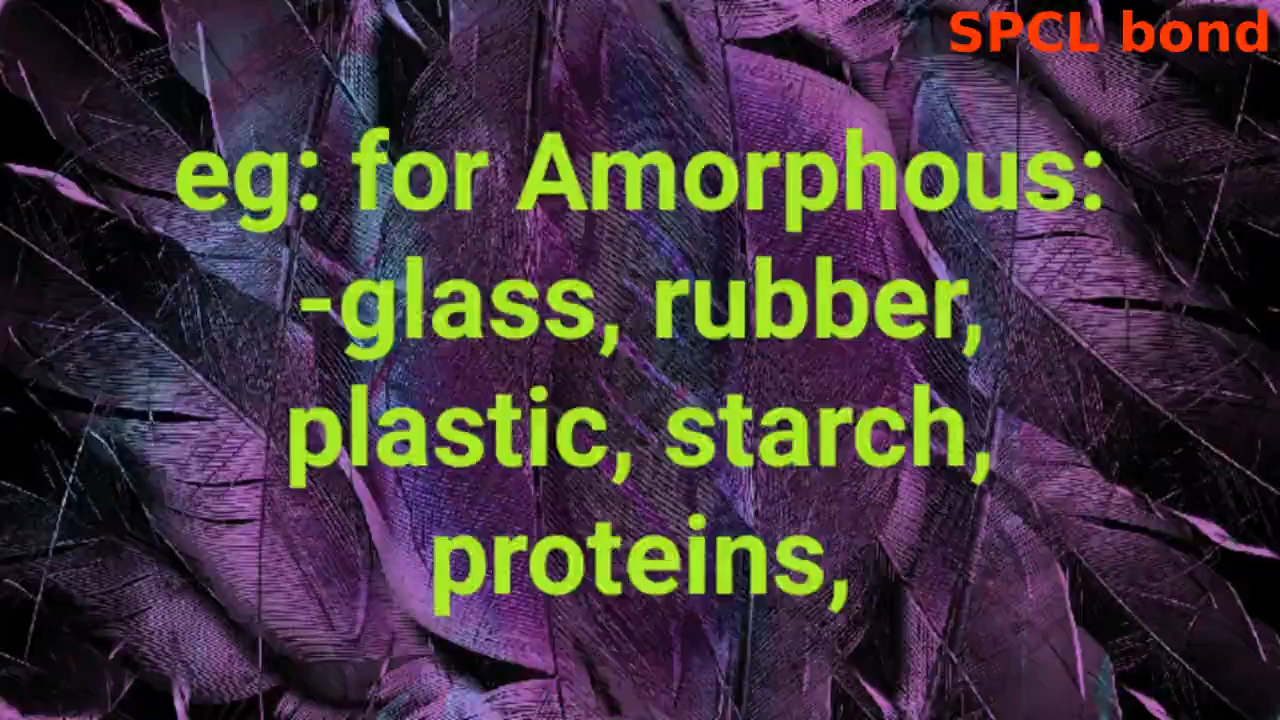 SPCL bond
eg: for Amorphous:
-glass, rubber,
plastic, starch,
proteins,